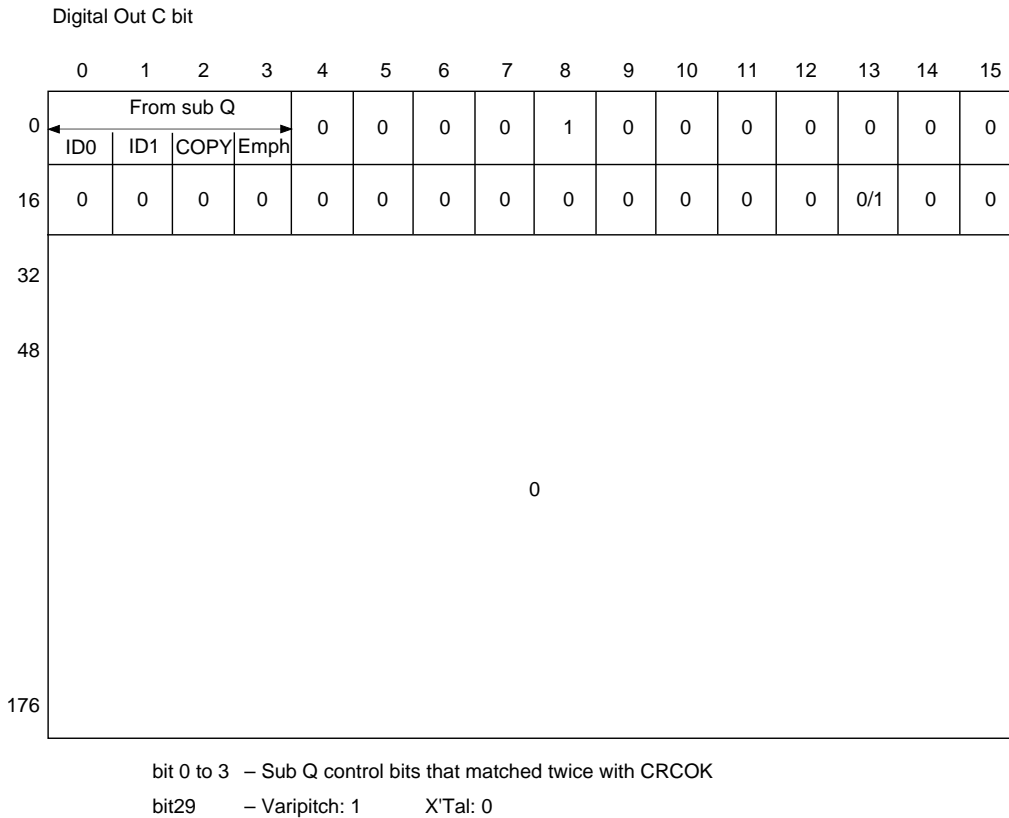 Digital Out C bit
0 1 2 3 4 5 6 7 8 9 10 11 12 13 14 15
From sub Q
0 ID0 ID1 COPY Emph 0 0 0 0 1 0 0 0 0 0 0 0
16 0 0 0 0 0 0 0 0 0 0 0 0 0 0/1 0 0
32
48
0
176
bit 0 to 3 – Sub Q control bits that matched twice with CRCOK
bit29 – Varipitch: 1 X'Tal: 0